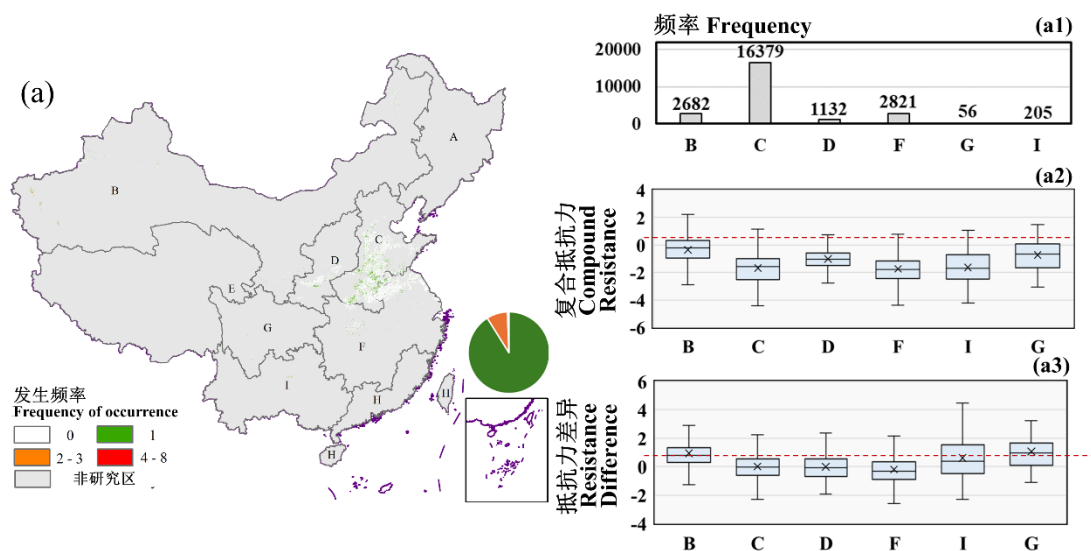 (a)
A
B
C
D
E
G
F
I
H
H
H
发生频率
Frequency of occurrence
0
1
2 - 3
4 - 8
非研究区
频率 Frequency
(a1)
20000
10000
0
2682
16379
1132
2821
56
205
B C D F G I
(a2)
复合抵抗力
Compound
Resistance
4
2
0
-2
-4
-6
B C D F I G
(a3)
抵抗力差异
Resistance
Difference
6
4
2
0
-2
-4
B C D F I G